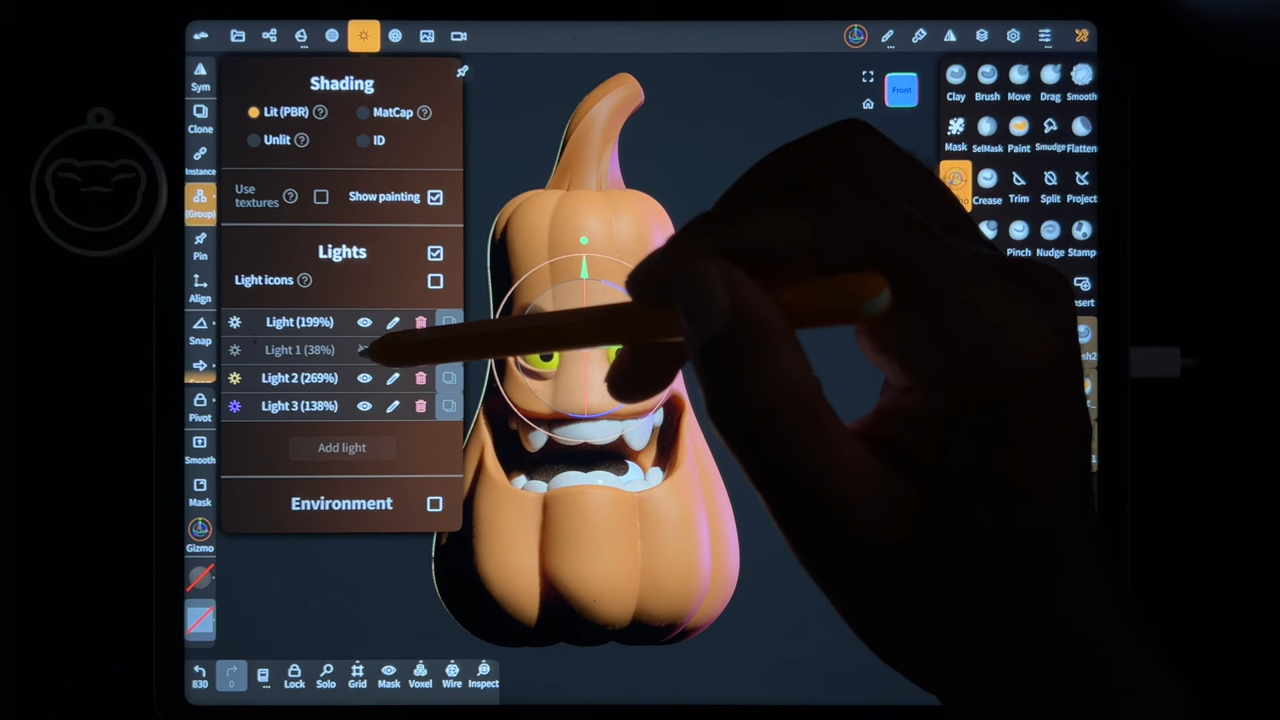 Shading
Lit (PBR) ? MatCap ?
Unlit ? ID
Use textures ? Show painting
Lights
Light icons ?
Light (199%)
Light 1 (38%)
Light 2 (269%)
Light 3 (138%)
Add light
Environment
Sym
Clone
Instance
(Group)
Pin
Align
Snap
Pivot
Smooth
Mask
Gizmo
830
0
Lock Solo Grid Mask Voxel Wire Inspect
Front
Clay Brush Move Drag Smooth
Mask SelMask Paint Smudge Flatten
Crease Trim Split Project
Pinch Nudge Stamp